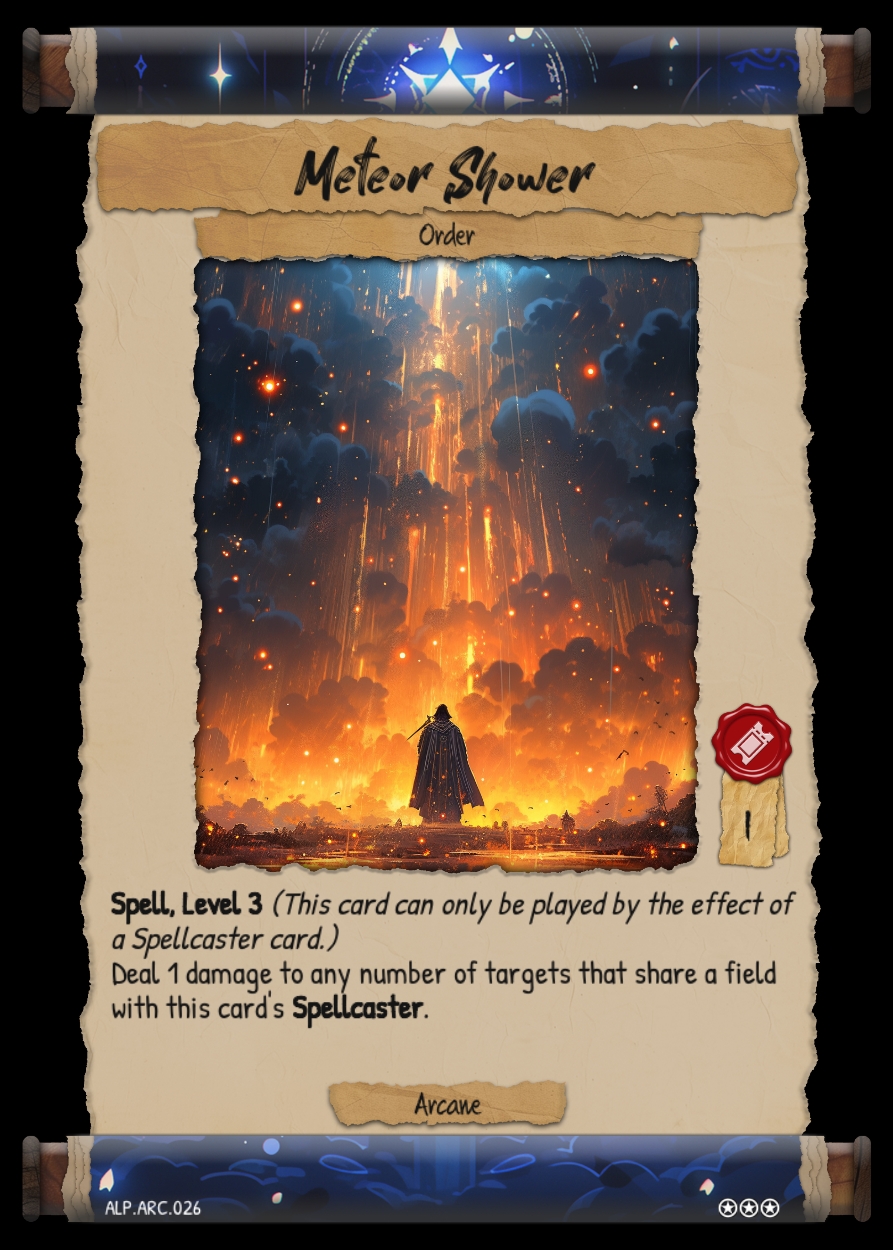 Meteor Shower
Order
I
Spell, Level 3 (This card can only be played by the effect of
a Spellcaster card.)
Deal 1 damage to any number of targets that share a field
with this card's Spellcaster.
Arcane
ALP.ARC.026